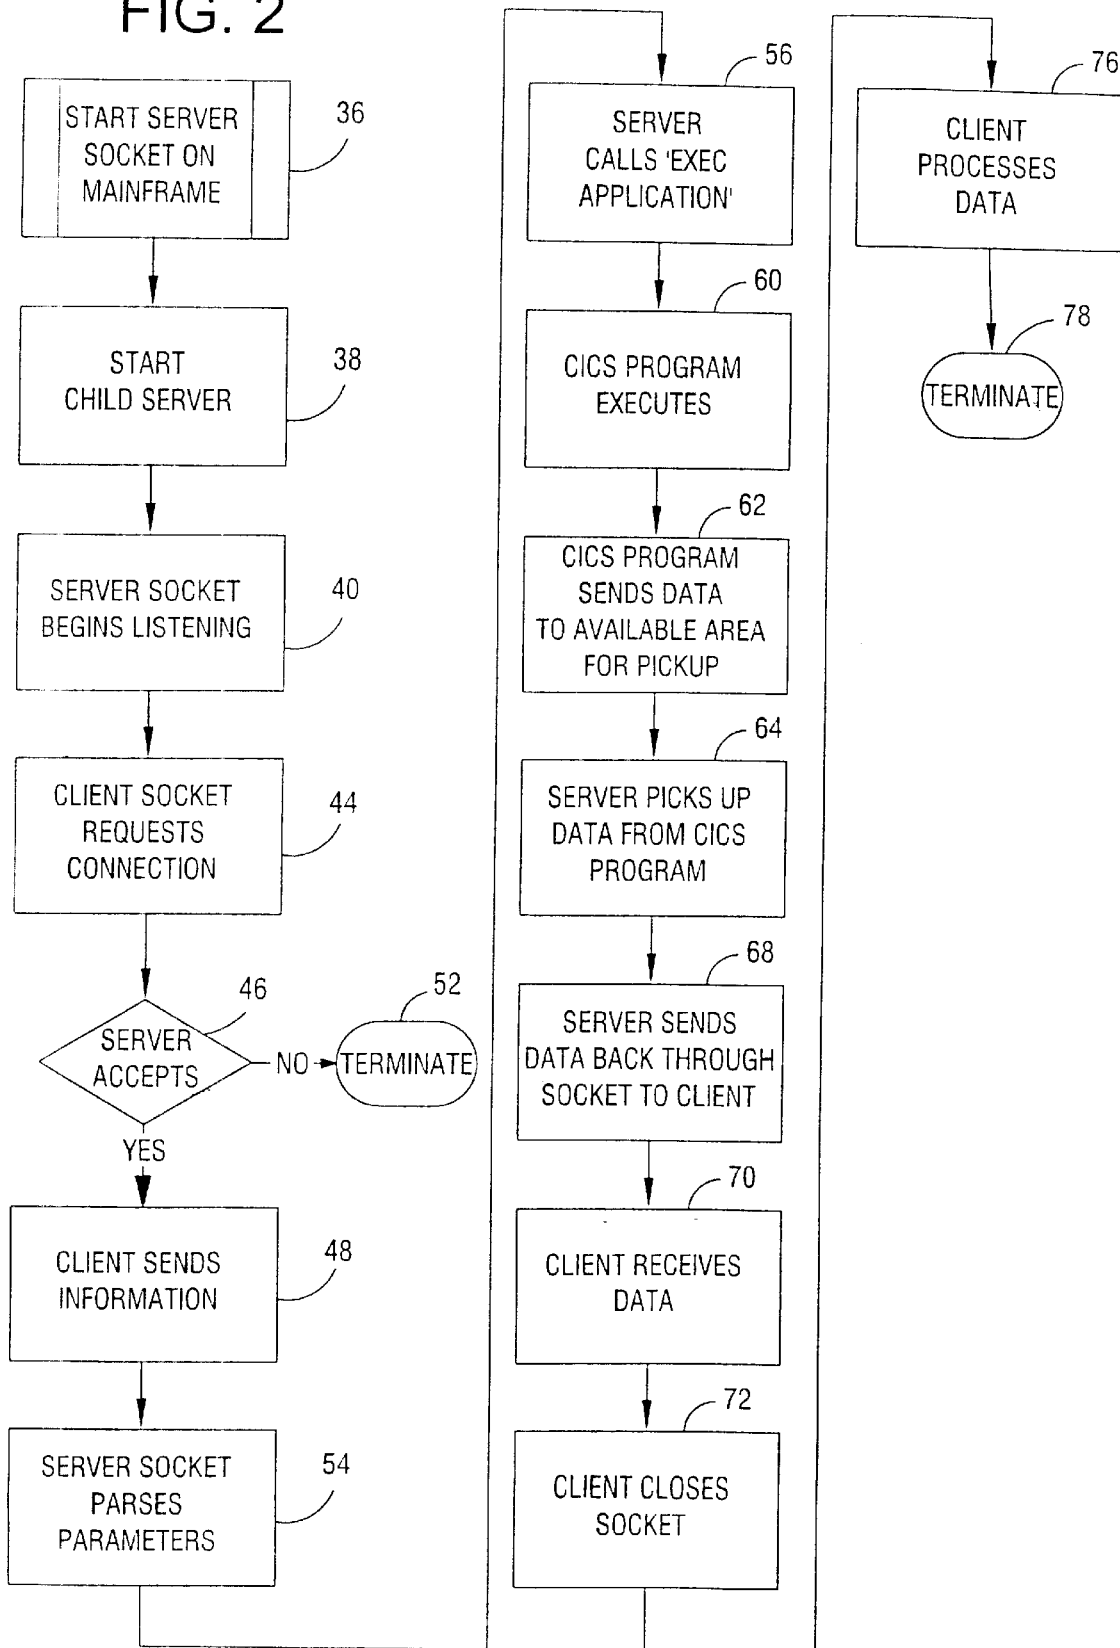 FIG. 2
START SERVER
SOCKET ON
MAINFRAME
36
START
CHILD SERVER
38
SERVER SOCKET
BEGINS LISTENING
40
CLIENT SOCKET
REQUESTS
CONNECTION
44
SERVER
ACCEPTS
46
NO
TERMINATE
52
YES
CLIENT SENDS
INFORMATION
48
SERVER SOCKET
PARSES
PARAMETERS
54
SERVER
CALLS 'EXEC
APPLICATION'
56
CICS PROGRAM
EXECUTES
60
CICS PROGRAM
SENDS DATA
TO AVAILABLE AREA
FOR PICKUP
62
SERVER PICKS UP
DATA FROM CICS
PROGRAM
64
SERVER SENDS
DATA BACK THROUGH
SOCKET TO CLIENT
68
CLIENT RECEIVES
DATA
70
CLIENT CLOSES
SOCKET
72
CLIENT
PROCESSES
DATA
76
TERMINATE
78